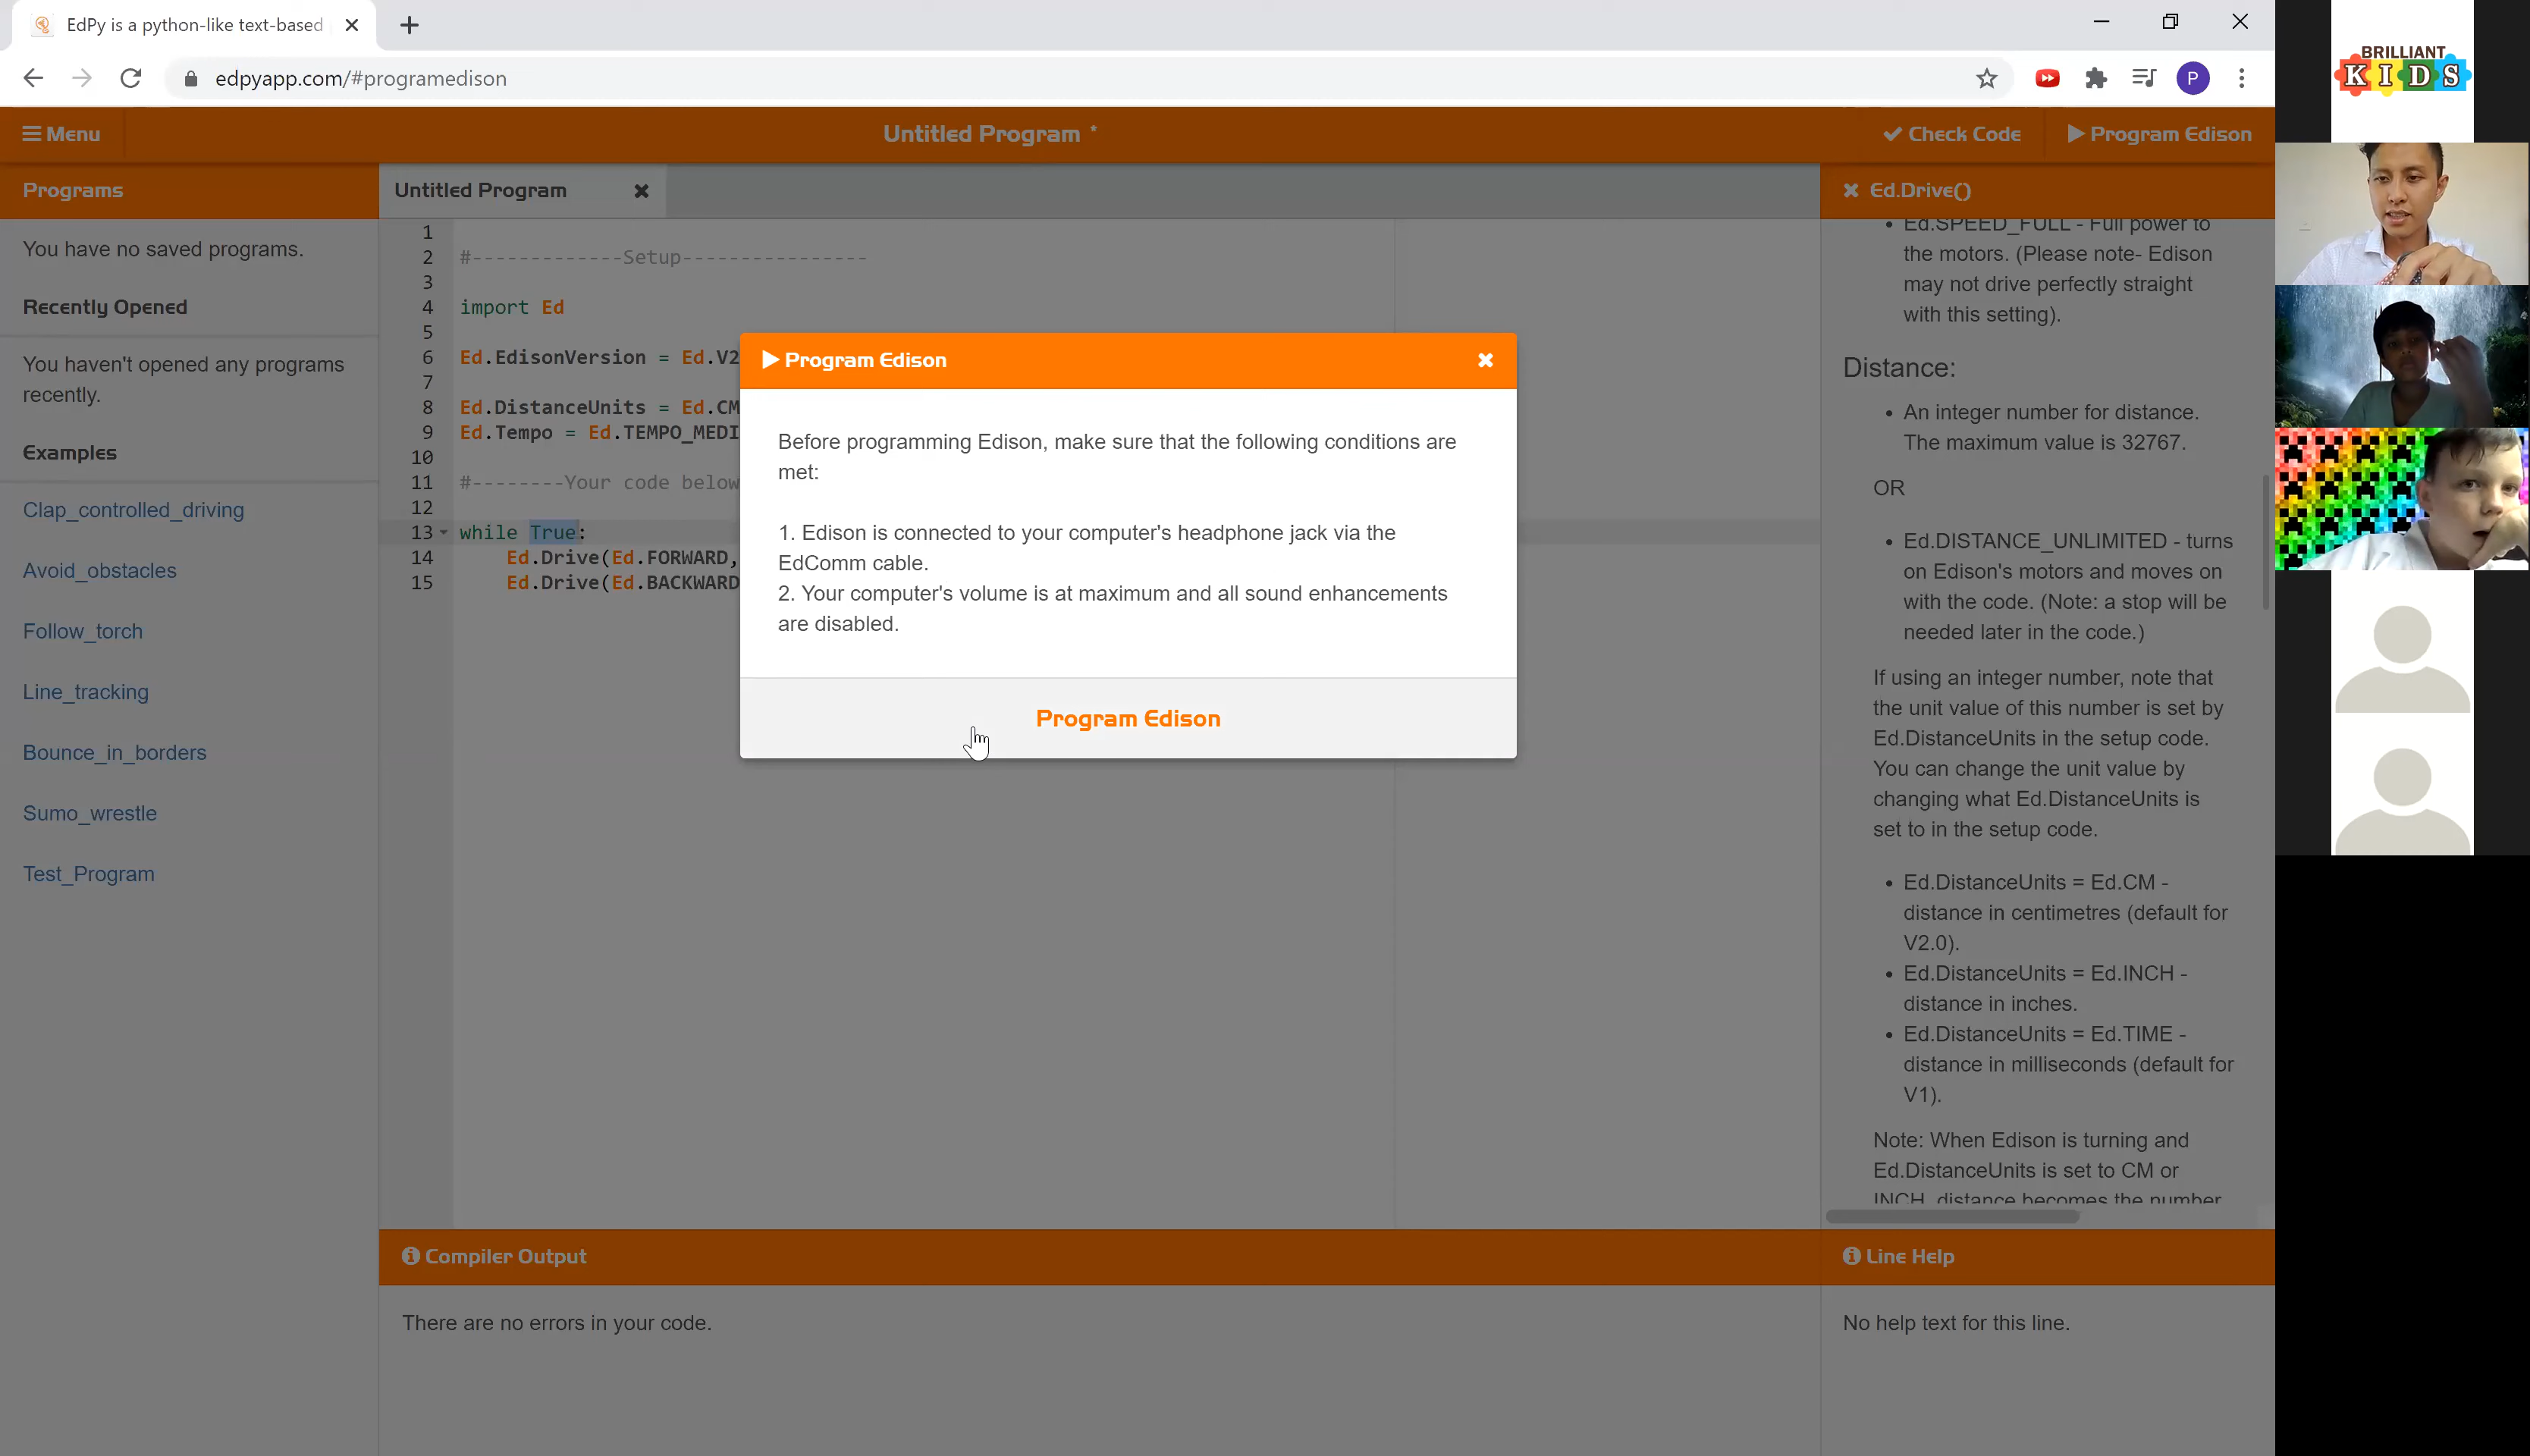 EdPy is a python-like text-based
edpyapp.com/#programedison
P
Menu
Untitled Program *
Check Code
Program Edison
Programs
You have no saved programs.
Recently Opened
You haven't opened any programs
recently.
Examples
Clap_controlled_driving
Avoid_obstacles
Follow_torch
Line_tracking
Bounce_in_borders
Sumo_wrestle
Test_Program
Untitled Program
1
2 #-------------Setup----------------
3
4 import Ed
5
6 Ed.EdisonVersion = Ed.V2
7
8 Ed.DistanceUnits = Ed.CM
9 Ed.Tempo = Ed.TEMPO_MEDI
10
11 #--------Your code below
12
13 while True:
14 Ed.Drive(Ed.FORWARD,
15 Ed.Drive(Ed.BACKWARD
Program Edison
Before programming Edison, make sure that the following conditions are
met:
1. Edison is connected to your computer's headphone jack via the
EdComm cable.
2. Your computer's volume is at maximum and all sound enhancements
are disabled.
Program Edison
Ed.Drive()
• Ed.SPEED_FULL - Full power to
the motors. (Please note- Edison
may not drive perfectly straight
with this setting).
Distance:
• An integer number for distance.
The maximum value is 32767.
OR
• Ed.DISTANCE_UNLIMITED - turns
on Edison's motors and moves on
with the code. (Note: a stop will be
needed later in the code.)
If using an integer number, note that
the unit value of this number is set by
Ed.DistanceUnits in the setup code.
You can change the unit value by
changing what Ed.DistanceUnits is
set to in the setup code.
• Ed.DistanceUnits = Ed.CM -
distance in centimetres (default for
V2.0).
• Ed.DistanceUnits = Ed.INCH -
distance in inches.
• Ed.DistanceUnits = Ed.TIME -
distance in milliseconds (default for
V1).
Note: When Edison is turning and
Ed.DistanceUnits is set to CM or
INCH, distance becomes the number
Compiler Output
There are no errors in your code.
Line Help
No help text for this line.
BRILLIANT
KIDS